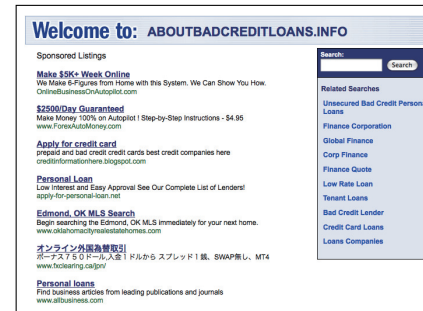 Welcome to: ABOUTBADCREDITLOANS.INFO
Sponsored Listings
Make $5K+ Week Online
We Make 6-Figures from Home with this System. We Can Show You How.
OnlineBusinessOnAutopilot.com
$2500/Day Guaranteed
Make Money 100% on Autopilot ! Step-by-Step Instructions - $4.95
www.ForexAutoMoney.com
Apply for credit card
prepaid and bad credit credit cards best credit companies here
creditinformationhere.blogspot.com
Personal Loan
Low Interest and Easy Approval See Our Complete List of Lenders!
apply-for-personal-loan.net
Edmond, OK MLS Search
Begin searching the Edmond, OK MLS immediately for your next home.
www.oklahomacityrealestatehomes.com
オンライン外国為替取引
ボーナス750ドール,入金1ドルから スプレッド1銭、SWAP無し、MT4
www.fxclearing.ca/jpn/
Personal loans
Find business articles from leading publications and journals
www.allbusiness.com
Search:
Search
Related Searches
Unsecured Bad Credit Persona
Loans
Finance Corporation
Global Finance
Corp Finance
Finance Quote
Low Rate Loan
Tenant Loans
Bad Credit Lender
Credit Card Loans
Loans Companies